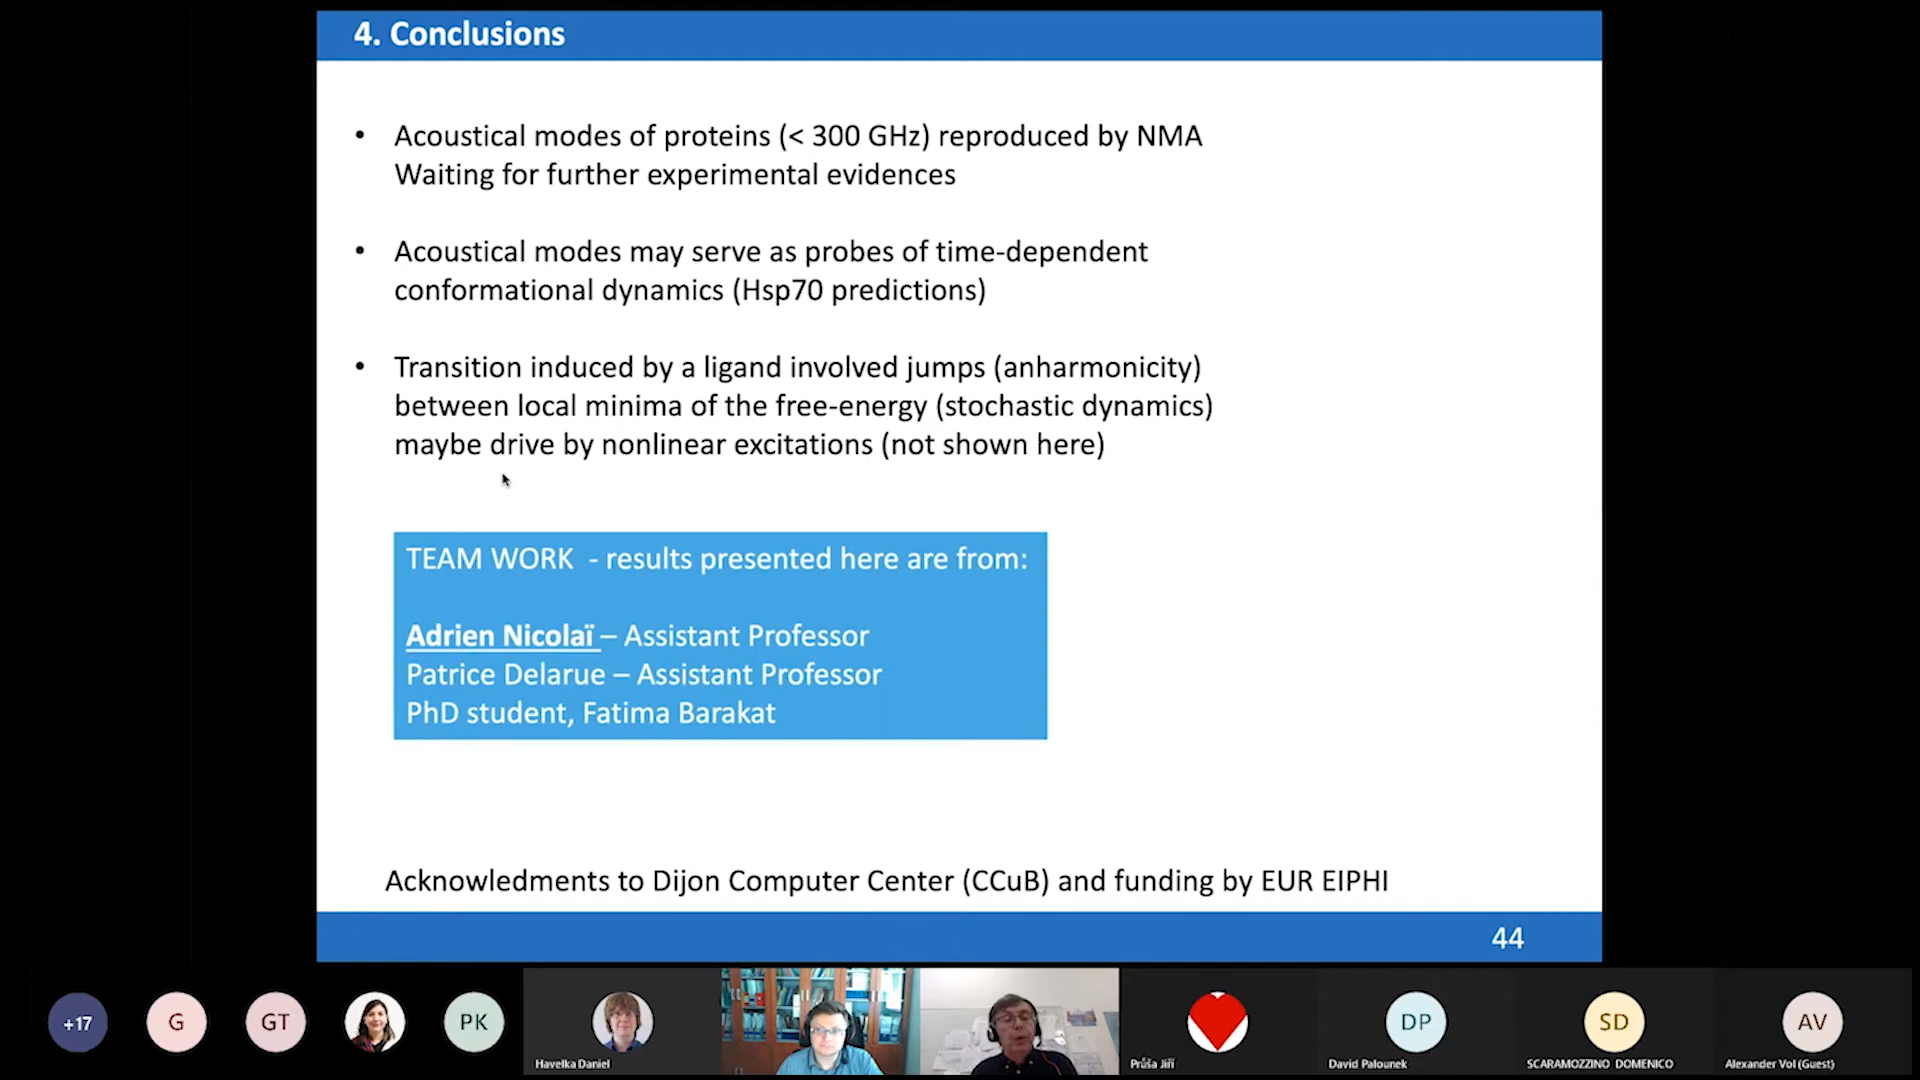 4. Conclusions
• Acoustical modes of proteins (< 300 GHz) reproduced by NMA
Waiting for further experimental evidences
• Acoustical modes may serve as probes of time-dependent
conformational dynamics (Hsp70 predictions)
• Transition induced by a ligand involved jumps (anharmonicity)
between local minima of the free-energy (stochastic dynamics)
maybe drive by nonlinear excitations (not shown here)
TEAM WORK - results presented here are from:
Adrien Nicolaï – Assistant Professor
Patrice Delarue – Assistant Professor
PhD student, Fatima Barakat
Acknowledments to Dijon Computer Center (CCuB) and funding by EUR EIPHI
44
+17
G
GT
PK
Havelka Daniel
Průša Jiří
DP
David Palounek
SD
SCARAMOZZINO DOMENICO
AV
Alexander Vol (Guest)